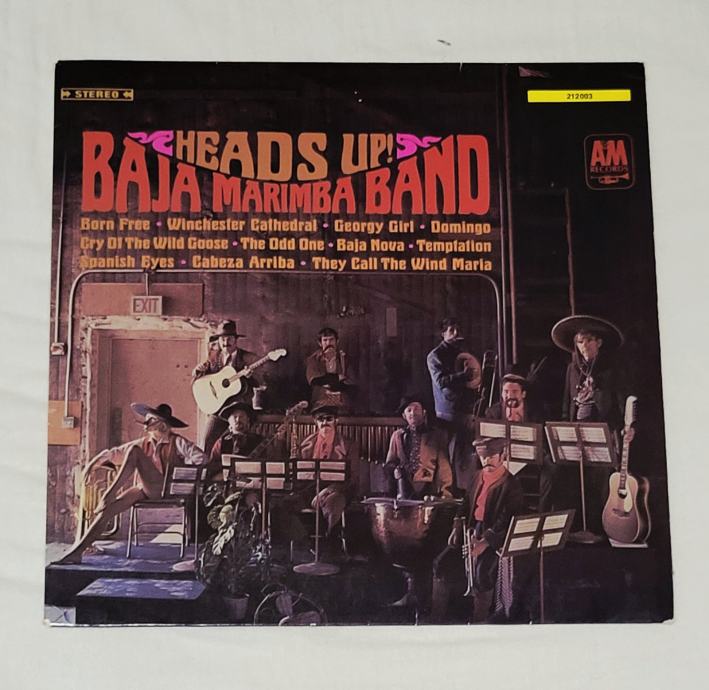 STEREO
212003
HEADS UP!
BAJA MARIMBA BAND
A&M
RECORDS
Born Free • Winchester Cathedral • Georgy Girl • Domingo
Cry Of The Wild Goose • The Odd One • Baja Nova • Temptation
Spanish Eyes • Cabeza Arriba • They Call The Wind Maria
EXIT